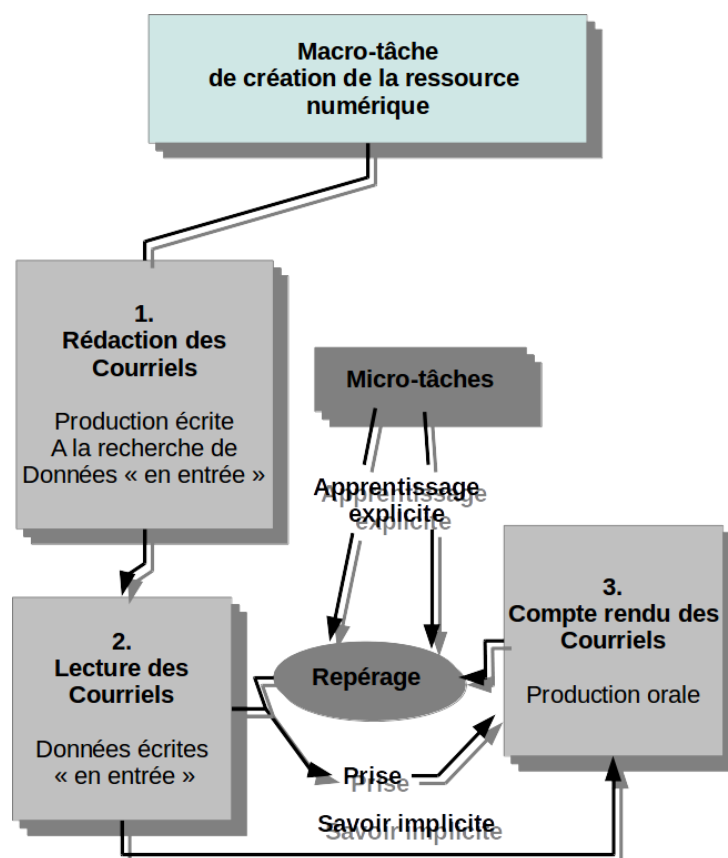 Macro-tâche
de création de la ressource
numérique
1.
Rédaction des
Courriels
Production écrite
A la recherche de
Données « en entrée »
Micro-tâches
Apprentissage
explicite
2.
Lecture des
Courriels
Données écrites
« en entrée »
Repérage
3.
Compte rendu des
Courriels
Production orale
Prise
Savoir implicite